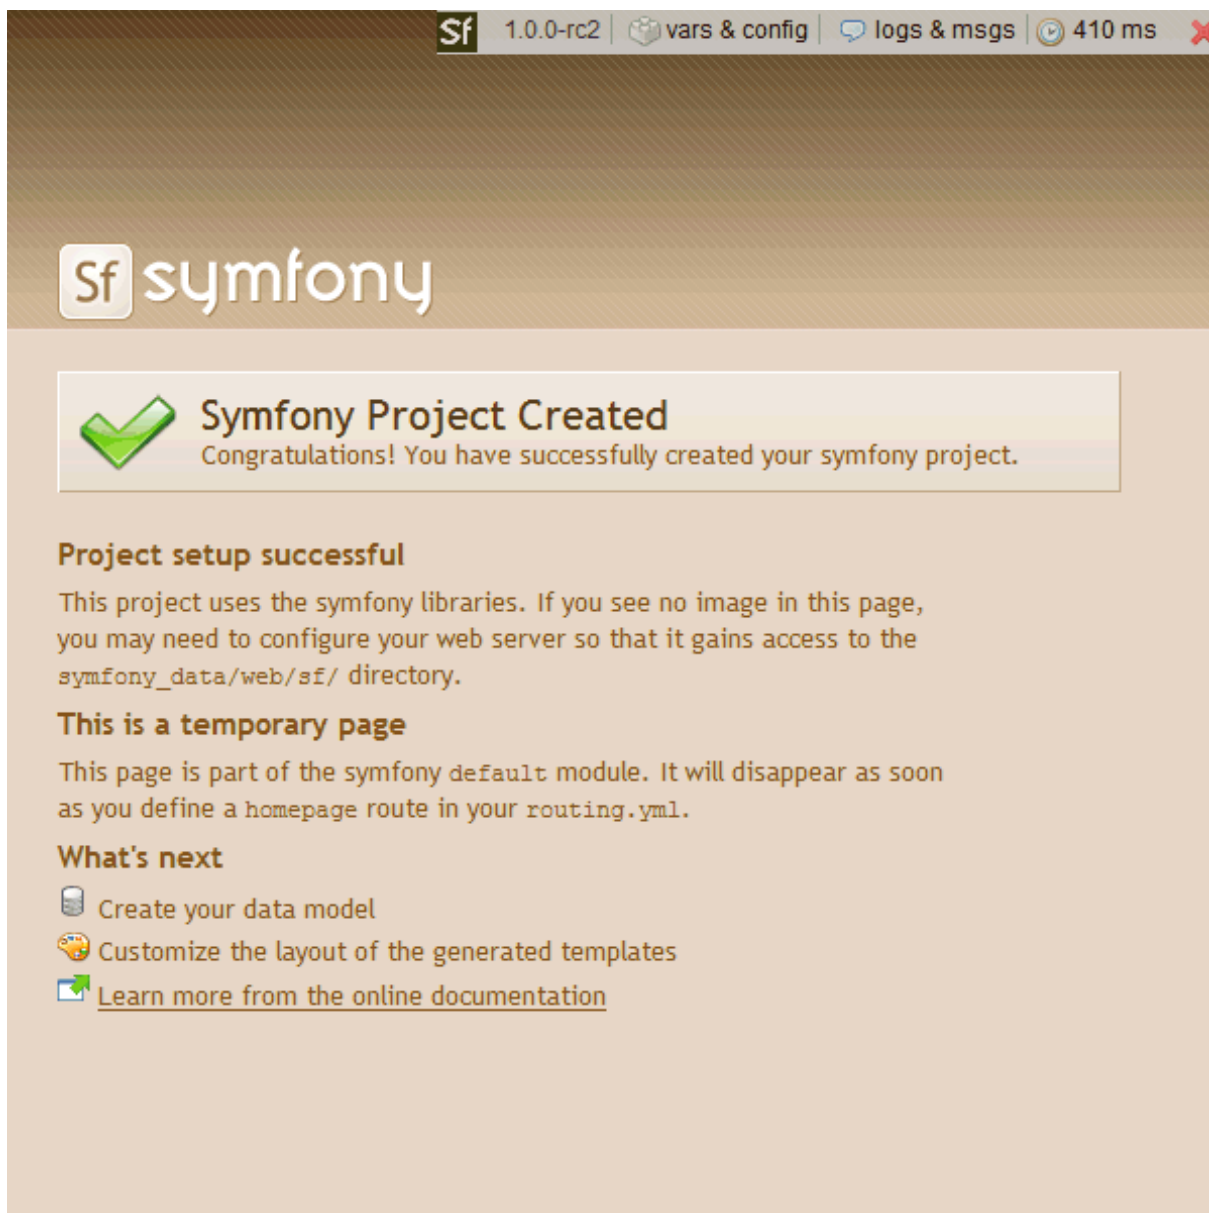 Sf 1.0.0-rc2 vars & config logs & msgs 410 ms
Sf symfony
Symfony Project Created
Congratulations! You have successfully created your symfony project.
Project setup successful
This project uses the symfony libraries. If you see no image in this page,
you may need to configure your web server so that it gains access to the
symfony_data/web/sf/ directory.
This is a temporary page
This page is part of the symfony default module. It will disappear as soon
as you define a homepage route in your routing.yml.
What's next
Create your data model
Customize the layout of the generated templates
Learn more from the online documentation